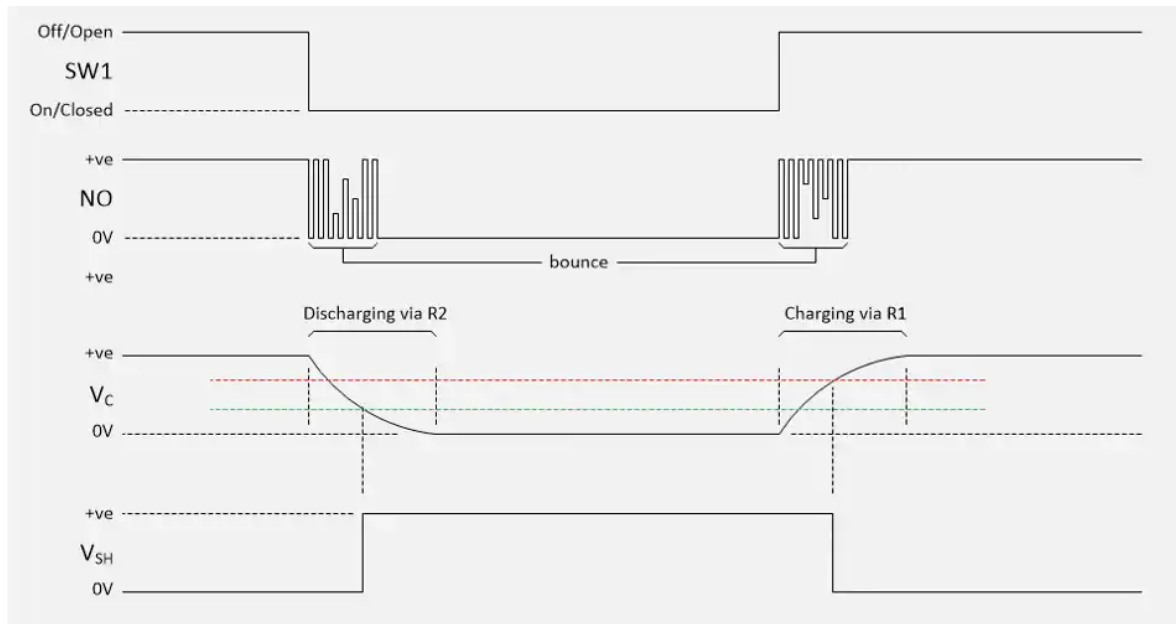 Off/Open
SW1
On/Closed
+ve
NO
0V
bounce
+ve
Discharging via R2
Charging via R1
+ve
VC
0V
+ve
VSH
0V